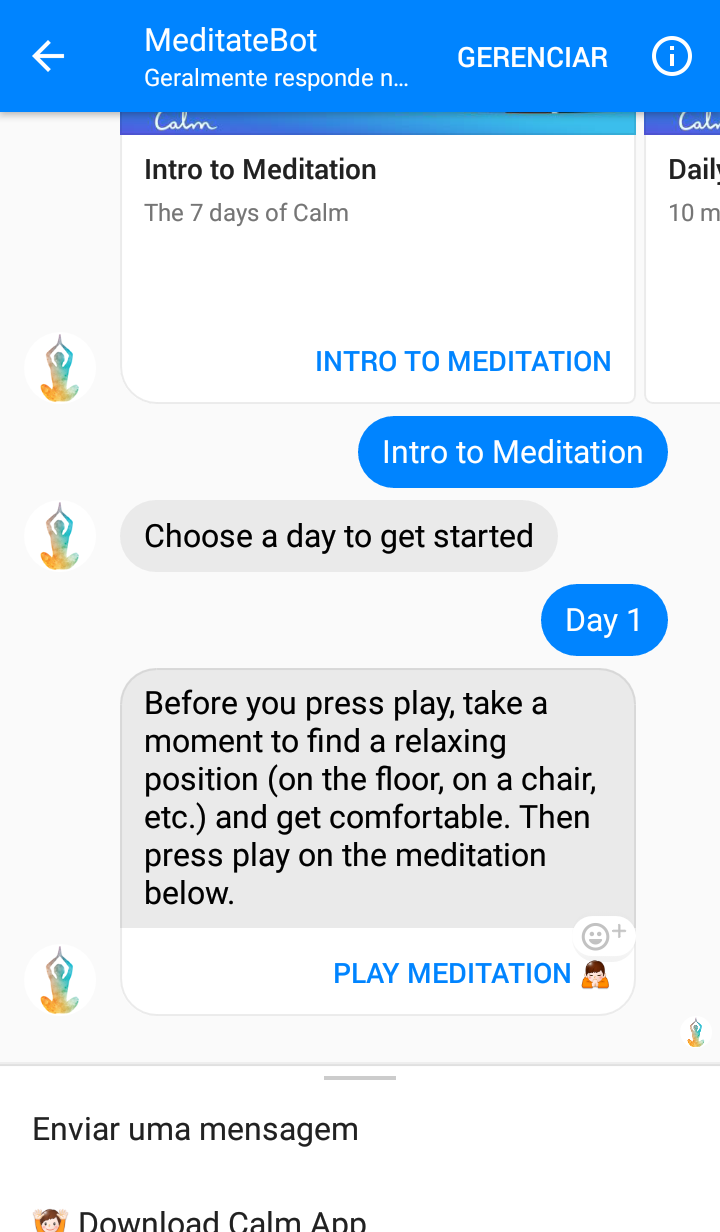 MeditateBot
Geralmente responde n...
GERENCIAR
Calm
Intro to Meditation
The 7 days of Calm
INTRO TO MEDITATION
Intro to Meditation
Choose a day to get started
Day 1
Before you press play, take a
moment to find a relaxing
position (on the floor, on a chair,
etc.) and get comfortable. Then
press play on the meditation
below.
PLAY MEDITATION 🙏
Enviar uma mensagem
Download Calm App